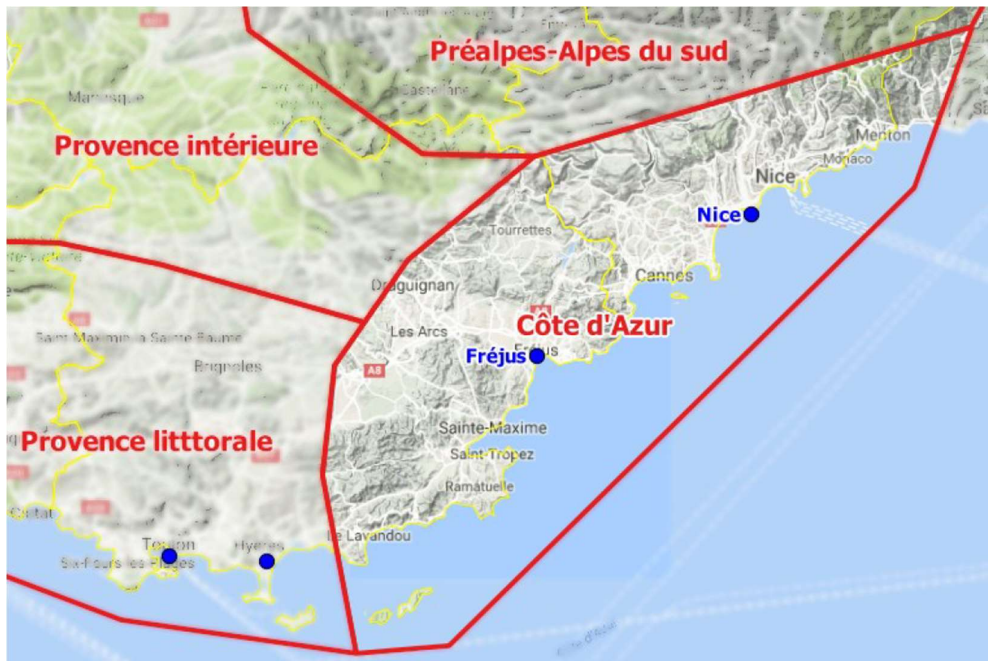 Préalpes-Alpes du sud
Manosque
Castellane
Provence intérieure
Menton
Monaco
Nice
Nice
Tourrettes
Cannes
Draguignan
Les Arcs
Côte d'Azur
Saint Maximin la Sainte Baume
Fréjus
Fréjus
A8
Brignoles
Sainte-Maxime
Provence litttorale
Saint-Tropez
Ramatuelle
Le Lavandou
Toulon
Hyères
Six-Fours les Plages